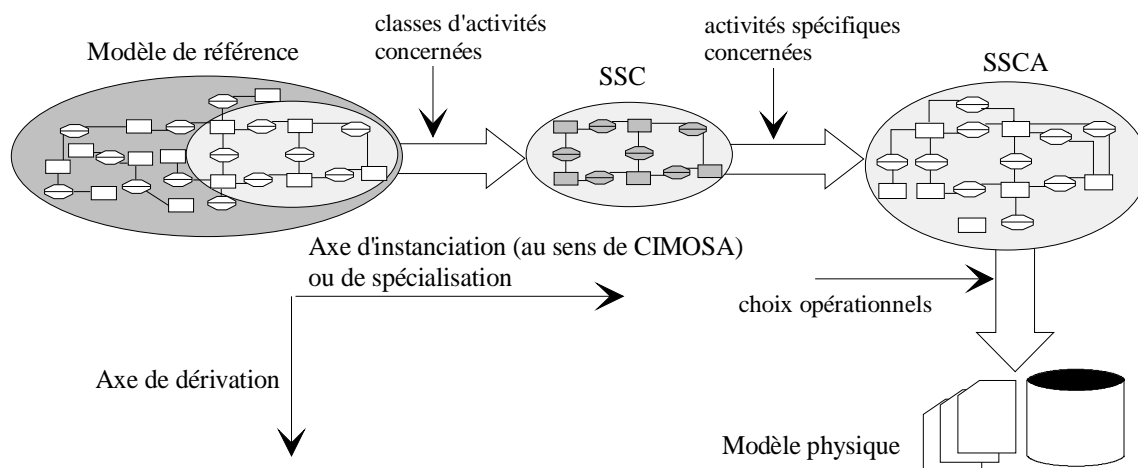 classes d'activités
concernées
activités spécifiques
concernées
Modèle de référence
SSC
SSCA
Axe d'instanciation (au sens de CIMOSA)
ou de spécialisation
choix opérationnels
Axe de dérivation
Modèle physique